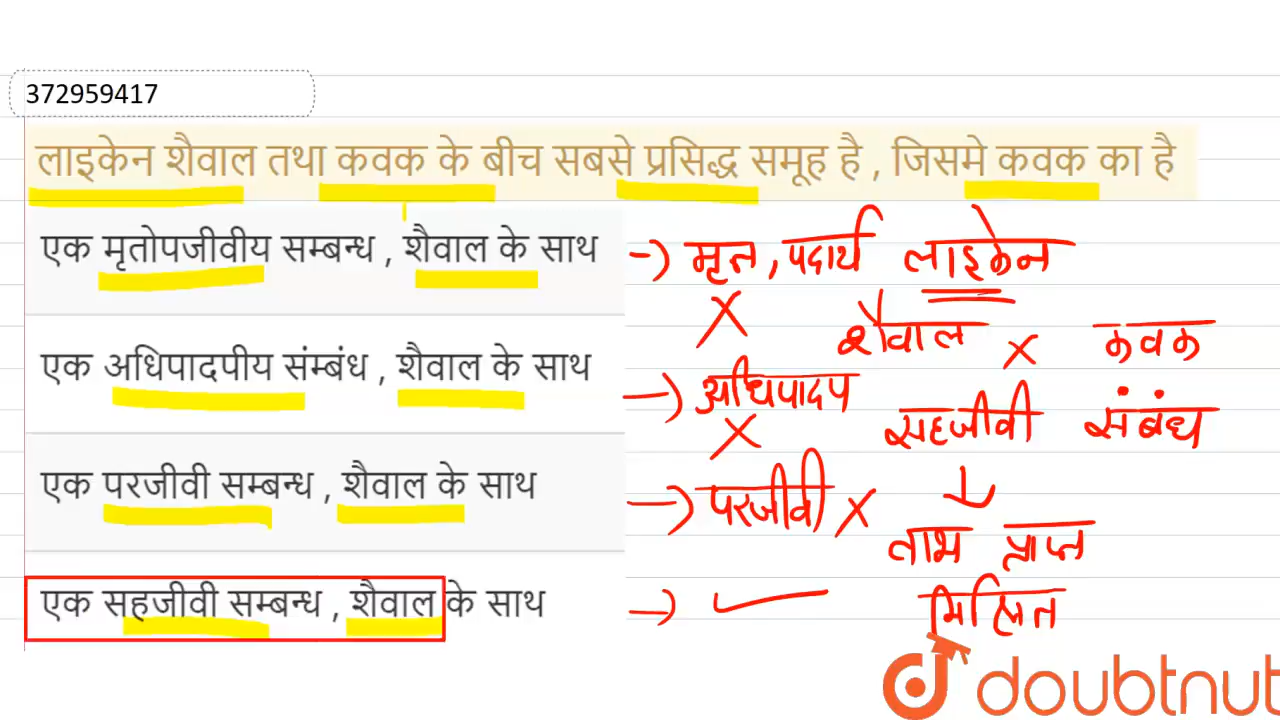 372959417
लाइकेन शैवाल तथा कवक के बीच सबसे प्रसिद्ध समूह है , जिसमे कवक का है
एक मृतोपजीवीय सम्बन्ध , शैवाल के साथ
एक अधिपादपीय संम्बंध , शैवाल के साथ
एक परजीवी सम्बन्ध , शैवाल के साथ
एक सहजीवी सम्बन्ध , शैवाल के साथ
मृत , पदार्थ
अधिपादप
परजीवी
लाइकेन
शैवाल × कवक
सहजीवी संबंध
लाभ प्राप्त
मिलित
doubtnut